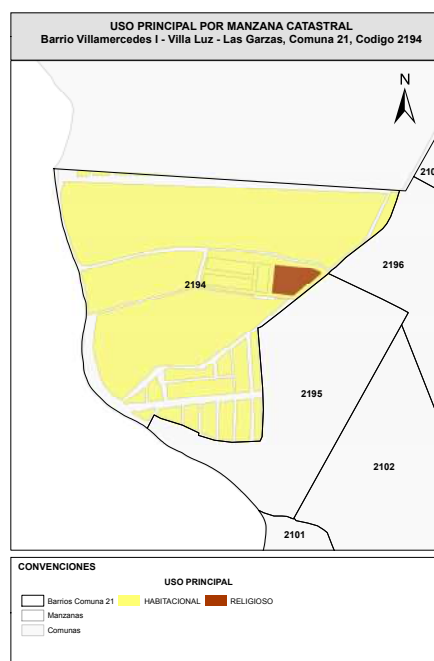 USO PRINCIPAL POR MANZANA CATASTRAL
Barrio Villamercedes I - Villa Luz - Las Garzas, Comuna 21, Codigo 2194
N
2196
2194
2195
2102
2101
CONVENCIONES
USO PRINCIPAL
Barrios Comuna 21 HABITACIONAL RELIGIOSO
Manzanas
Comunas